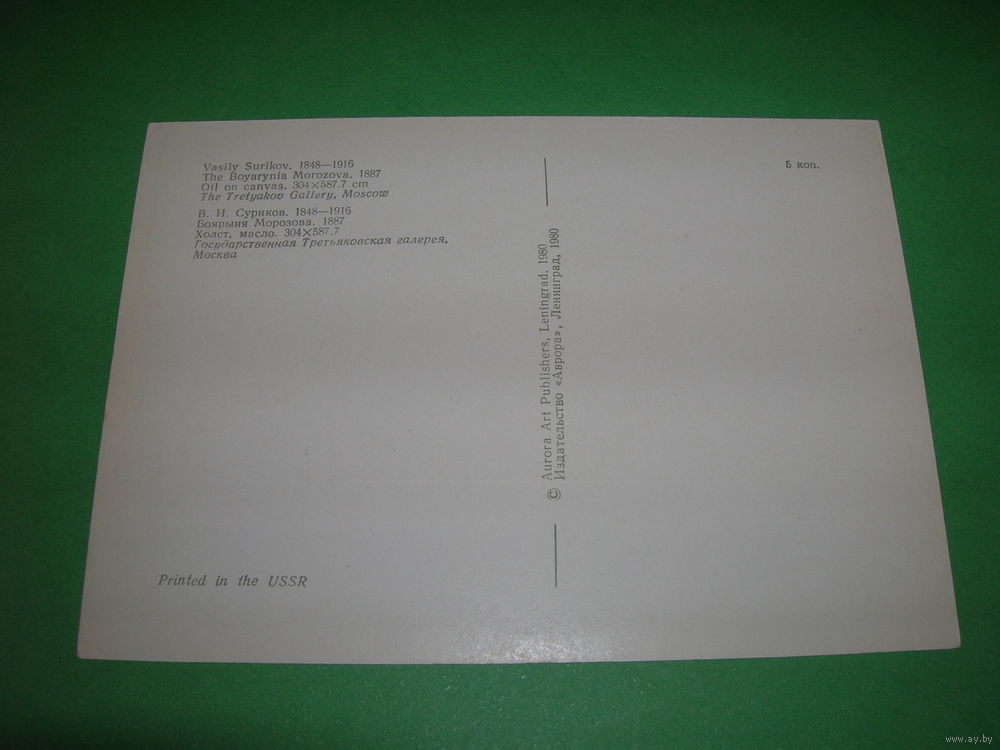 Vasily Surikov. 1848—1916
The Boyarynia Morozova. 1887
Oil on canvas. 304×587.7 cm
The Tretyakov Gallery, Moscow
В. И. Суриков. 1848—1916
Боярыня Морозова. 1887
Холст, масло. 304×587,7
Государственная Третьяковская галерея,
Москва
5 коп.
© Aurora Art Publishers, Leningrad, 1980
Издательство «Аврора», Ленинград, 1980
Printed in the USSR
www.ay.by